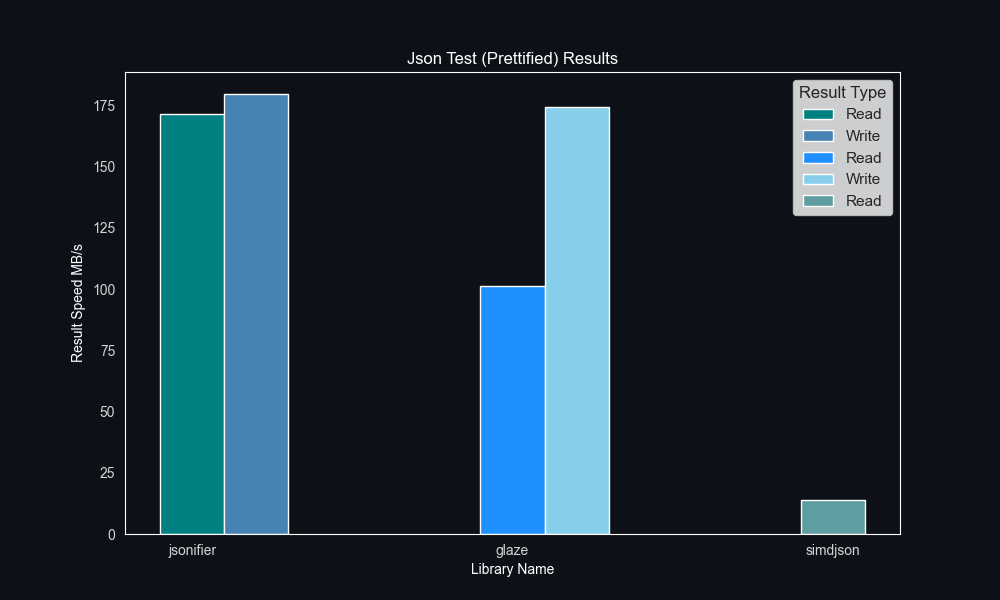 Json Test (Prettified) Results
Result Type
Read
Write
Read
Write
Read
175
150
125
100
75
50
25
0
Result Speed MB/s
jsonifier
glaze
simdjson
Library Name